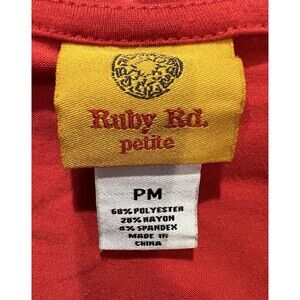 Ruby Rd.
petite
PM
68% POLYESTER
28% RAYON
4% SPANDEX
MADE IN
CHINA